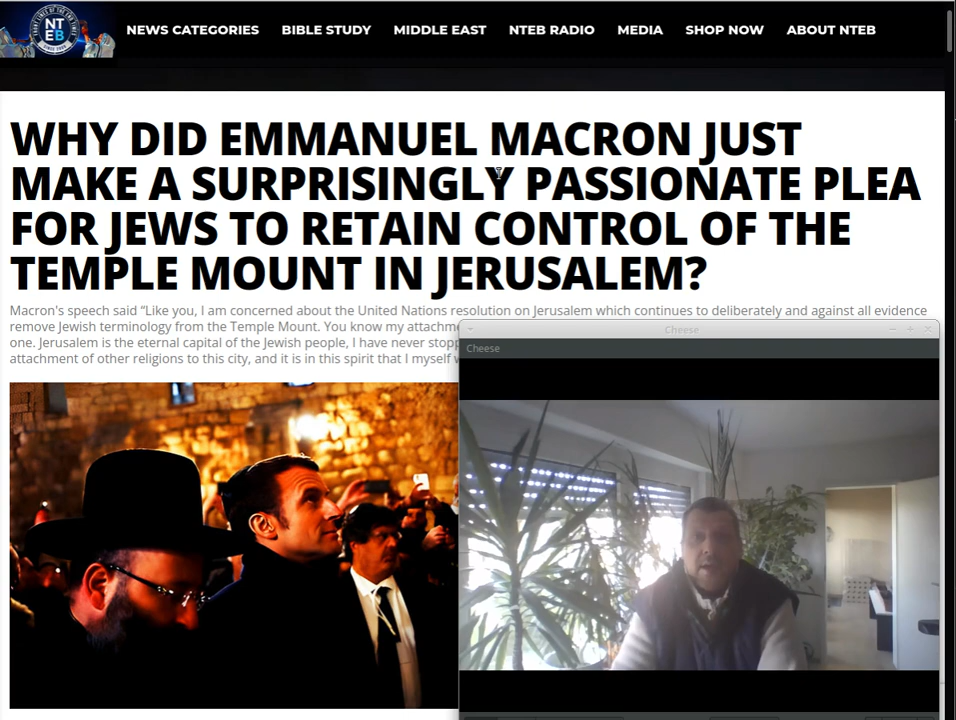 NT
EB
NEWS CATEGORIES BIBLE STUDY MIDDLE EAST NTEB RADIO MEDIA SHOP NOW ABOUT NTEB
WHY DID EMMANUEL MACRON JUST
MAKE A SURPRISINGLY PASSIONATE PLEA
FOR JEWS TO RETAIN CONTROL OF THE
TEMPLE MOUNT IN JERUSALEM?
Macron's speech said “Like you, I am concerned about the United Nations resolution on Jerusalem which continues to deliberately and against all evidence
remove Jewish terminology from the Temple Mount. You know my attachm
one. Jerusalem is the eternal capital of the Jewish people, I have never stopp
attachment of other religions to this city, and it is in this spirit that I myself
Cheese
Cheese